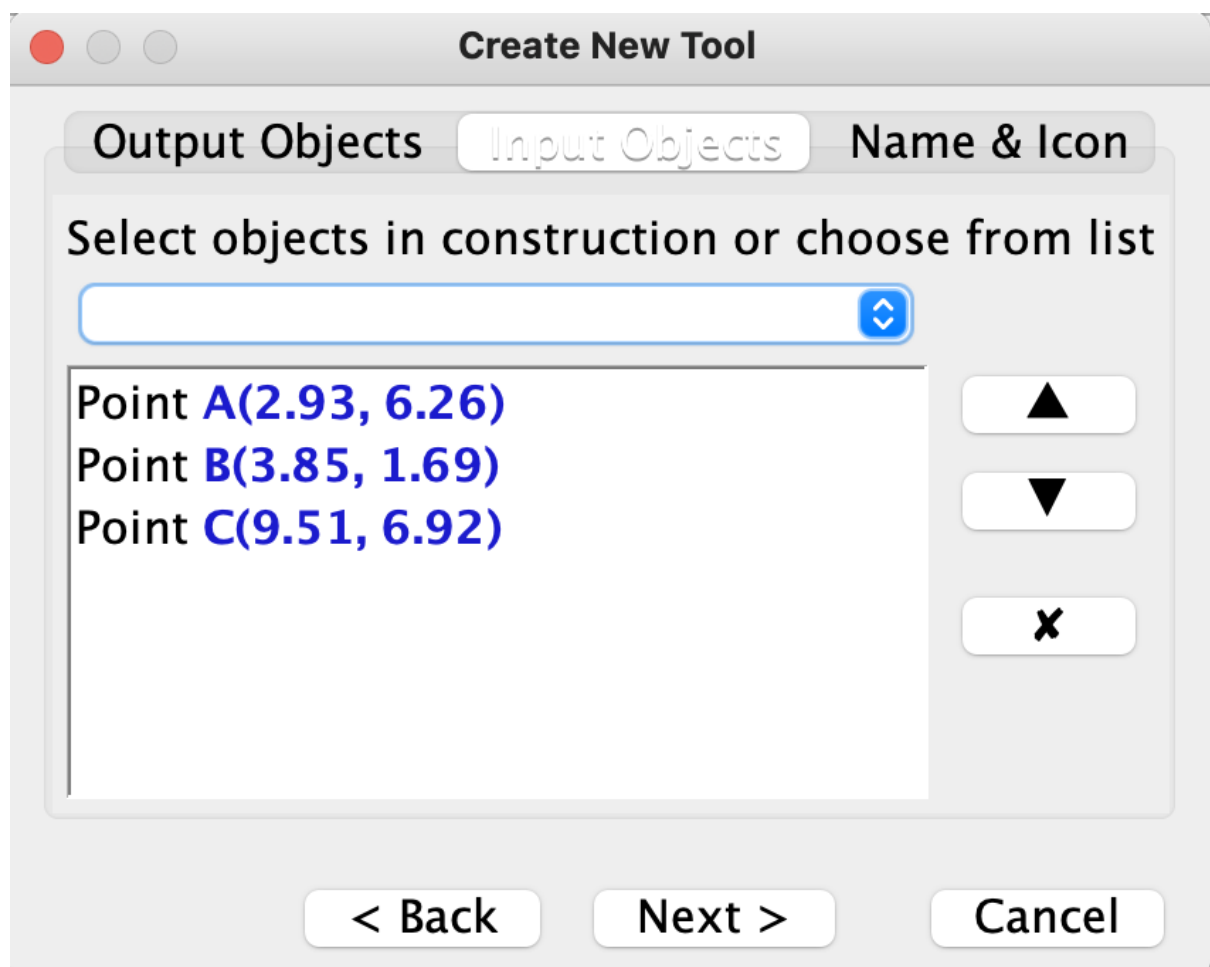 Create New Tool
Output Objects Input Objects Name & Icon
Select objects in construction or choose from list
Point A(2.93, 6.26)
Point B(3.85, 1.69)
Point C(9.51, 6.92)
▲
▼
✘
< Back Next > Cancel